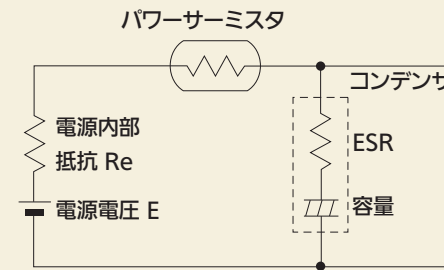 パワーサーミスタ
コンデンサ
電源内部
抵抗 Re
ESR
電源電圧 E
容量